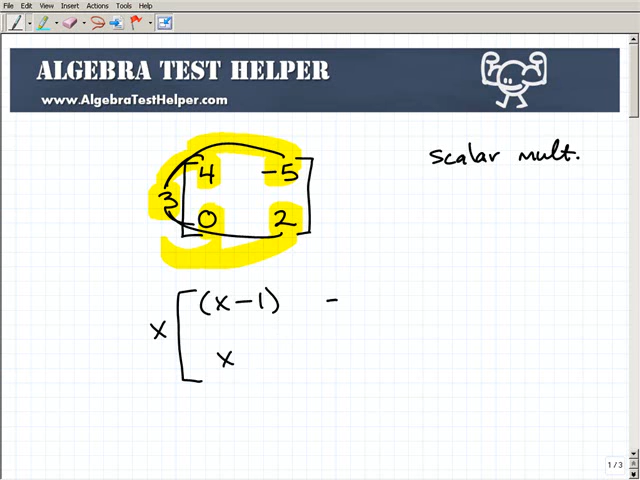 File Edit View Insert Actions Tools Help
ALGEBRA TEST HELPER
www.AlgebraTestHelper.com
scalar mult.
4 -5
3
0 2
(x-1) -
x
x
1/3